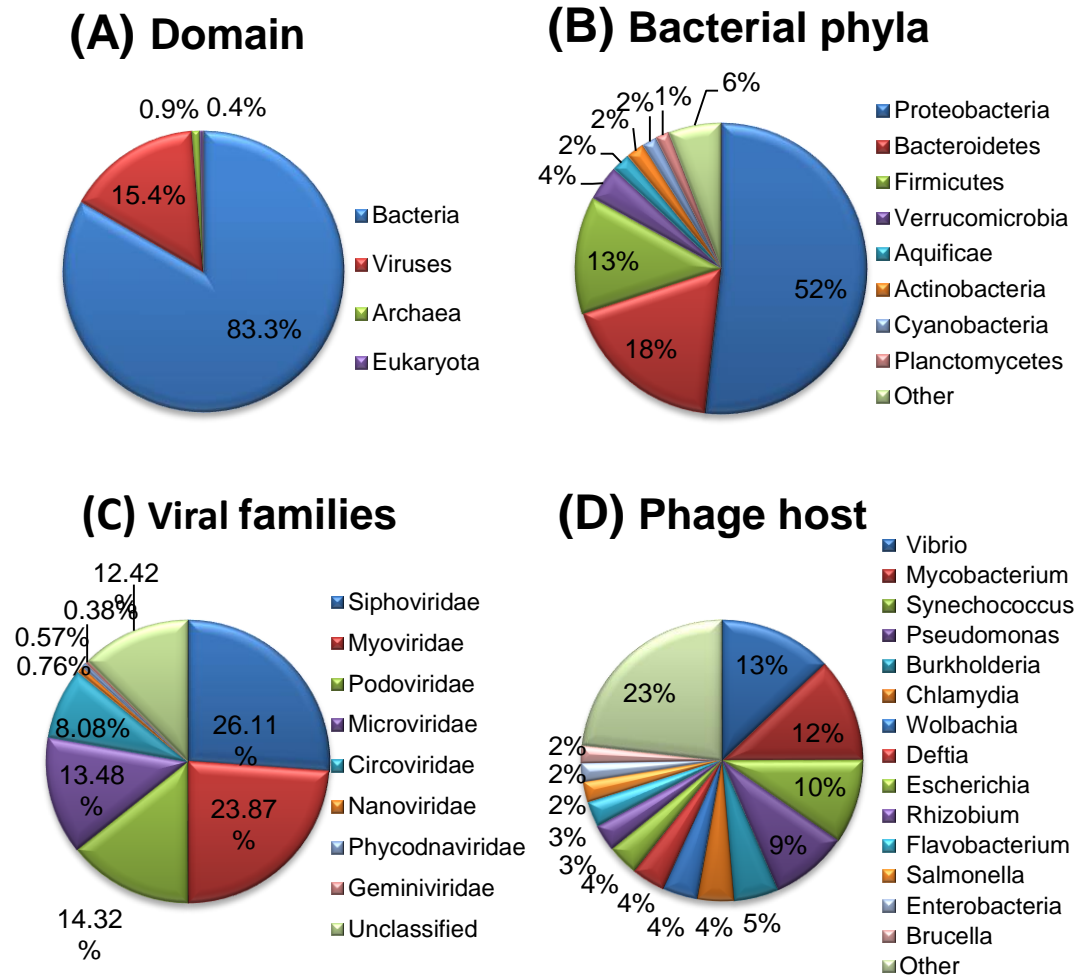 (A) Domain
0.9%
0.4%
15.4%
83.3%
Bacteria
Viruses
Archaea
Eukaryota
(B) Bacterial phyla
6%
1%
2%
2%
2%
4%
13%
18%
52%
Proteobacteria
Bacteroidetes
Firmicutes
Verrucomicrobia
Aquificae
Actinobacteria
Cyanobacteria
Planctomycetes
Other
(C) Viral families
12.42
%
0.38%
0.57%
0.76%
8.08%
13.48
%
14.32
%
23.87
%
26.11
%
Siphoviridae
Myoviridae
Podoviridae
Microviridae
Circoviridae
Nanoviridae
Phycodnaviridae
Geminiviridae
Unclassified
(D) Phage host
13%
12%
10%
9%
5%
4%
4%
4%
4%
3%
3%
2%
2%
2%
23%
Vibrio
Mycobacterium
Synechococcus
Pseudomonas
Burkholderia
Chlamydia
Wolbachia
Deftia
Escherichia
Rhizobium
Flavobacterium
Salmonella
Enterobacteria
Brucella
Other